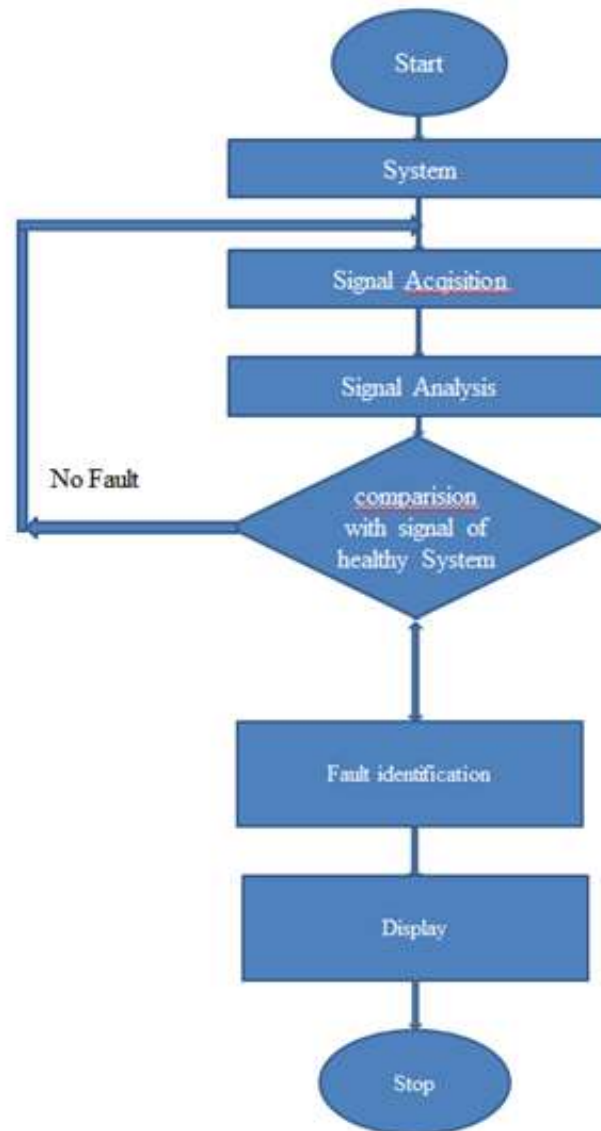 Start
System
Signal Acqisition
Signal Analysis
No Fault
comparision
with signal of
healthy System
Fault identification
Display
Stop